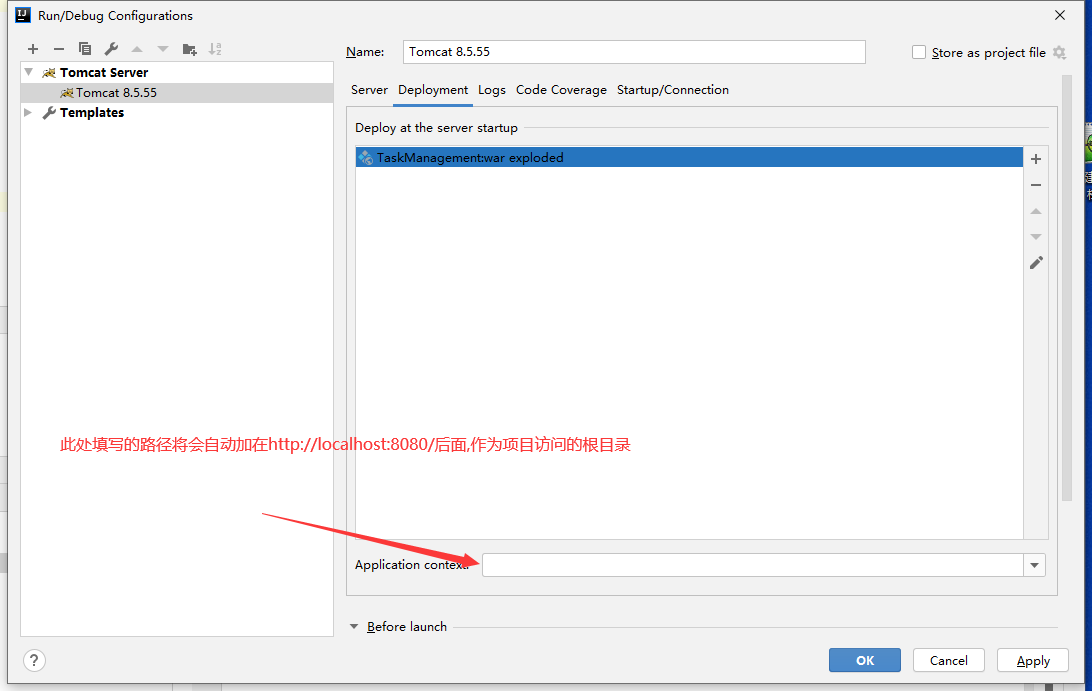 Run/Debug Configurations
Name:
Tomcat 8.5.55
Store as project file
Tomcat Server
Tomcat 8.5.55
Templates
Server
Deployment
Logs
Code Coverage
Startup/Connection
Deploy at the server startup
TaskManagement:war exploded
此处填写的路径将会自动加在http://localhost:8080/后面,作为项目访问的根目录
Application context:
Before launch
?
OK
Cancel
Apply